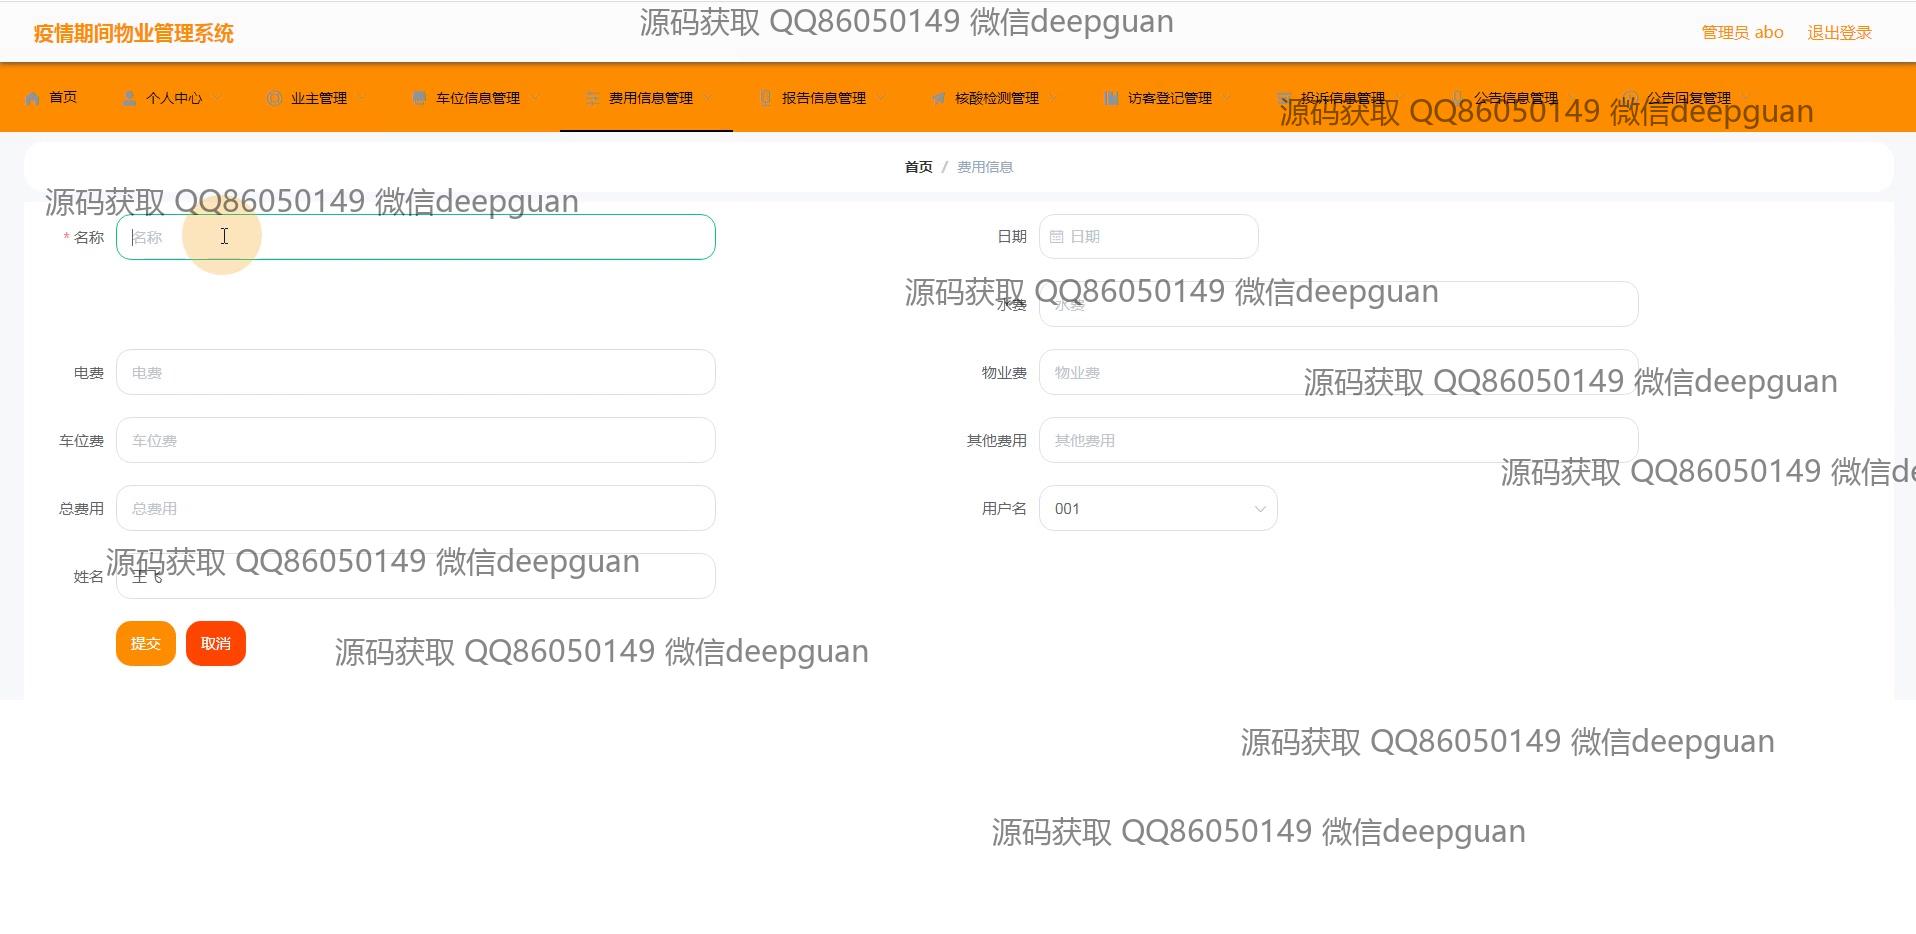 源码获取 QQ86050149 微信deepguan
疫情期间物业管理系统
管理员 abo
退出登录
首页
个人中心
业主管理
车位信息管理
费用信息管理
报告信息管理
核酸检测管理
访客登记管理
投诉信息管理
公告信息管理
公告回复管理
源码获取 QQ86050149 微信deepguan
首页 / 费用信息
源码获取 QQ86050149 微信deepguan
* 名称 名称
日期 日期
源码获取 QQ86050149 微信deepguan
水费 水费
电费 电费
物业费 物业费
源码获取 QQ86050149 微信deepguan
车位费 车位费
其他费用 其他费用
源码获取 QQ86050149 微信de
总费用 总费用
用户名 001
源码获取 QQ86050149 微信deepguan
姓名 王飞
提交 取消
源码获取 QQ86050149 微信deepguan
源码获取 QQ86050149 微信deepguan
源码获取 QQ86050149 微信deepguan